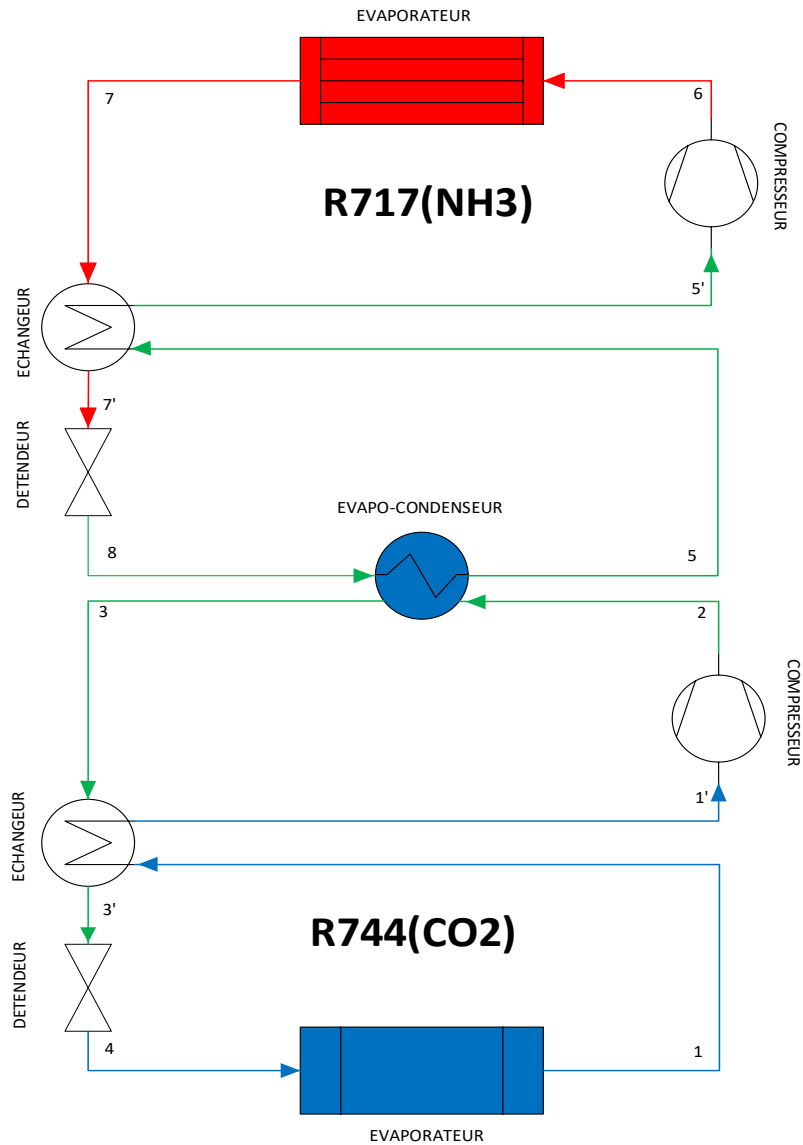 EVAPORATEUR
7
6
COMPRESSEUR
R717(NH3)
5'
ECHANGEUR
7'
DETENDEUR
EVAPO-CONDENSEUR
8
5
3
2
COMPRESSEUR
1'
ECHANGEUR
3'
R744(CO2)
DETENDEUR
4
1
EVAPORATEUR